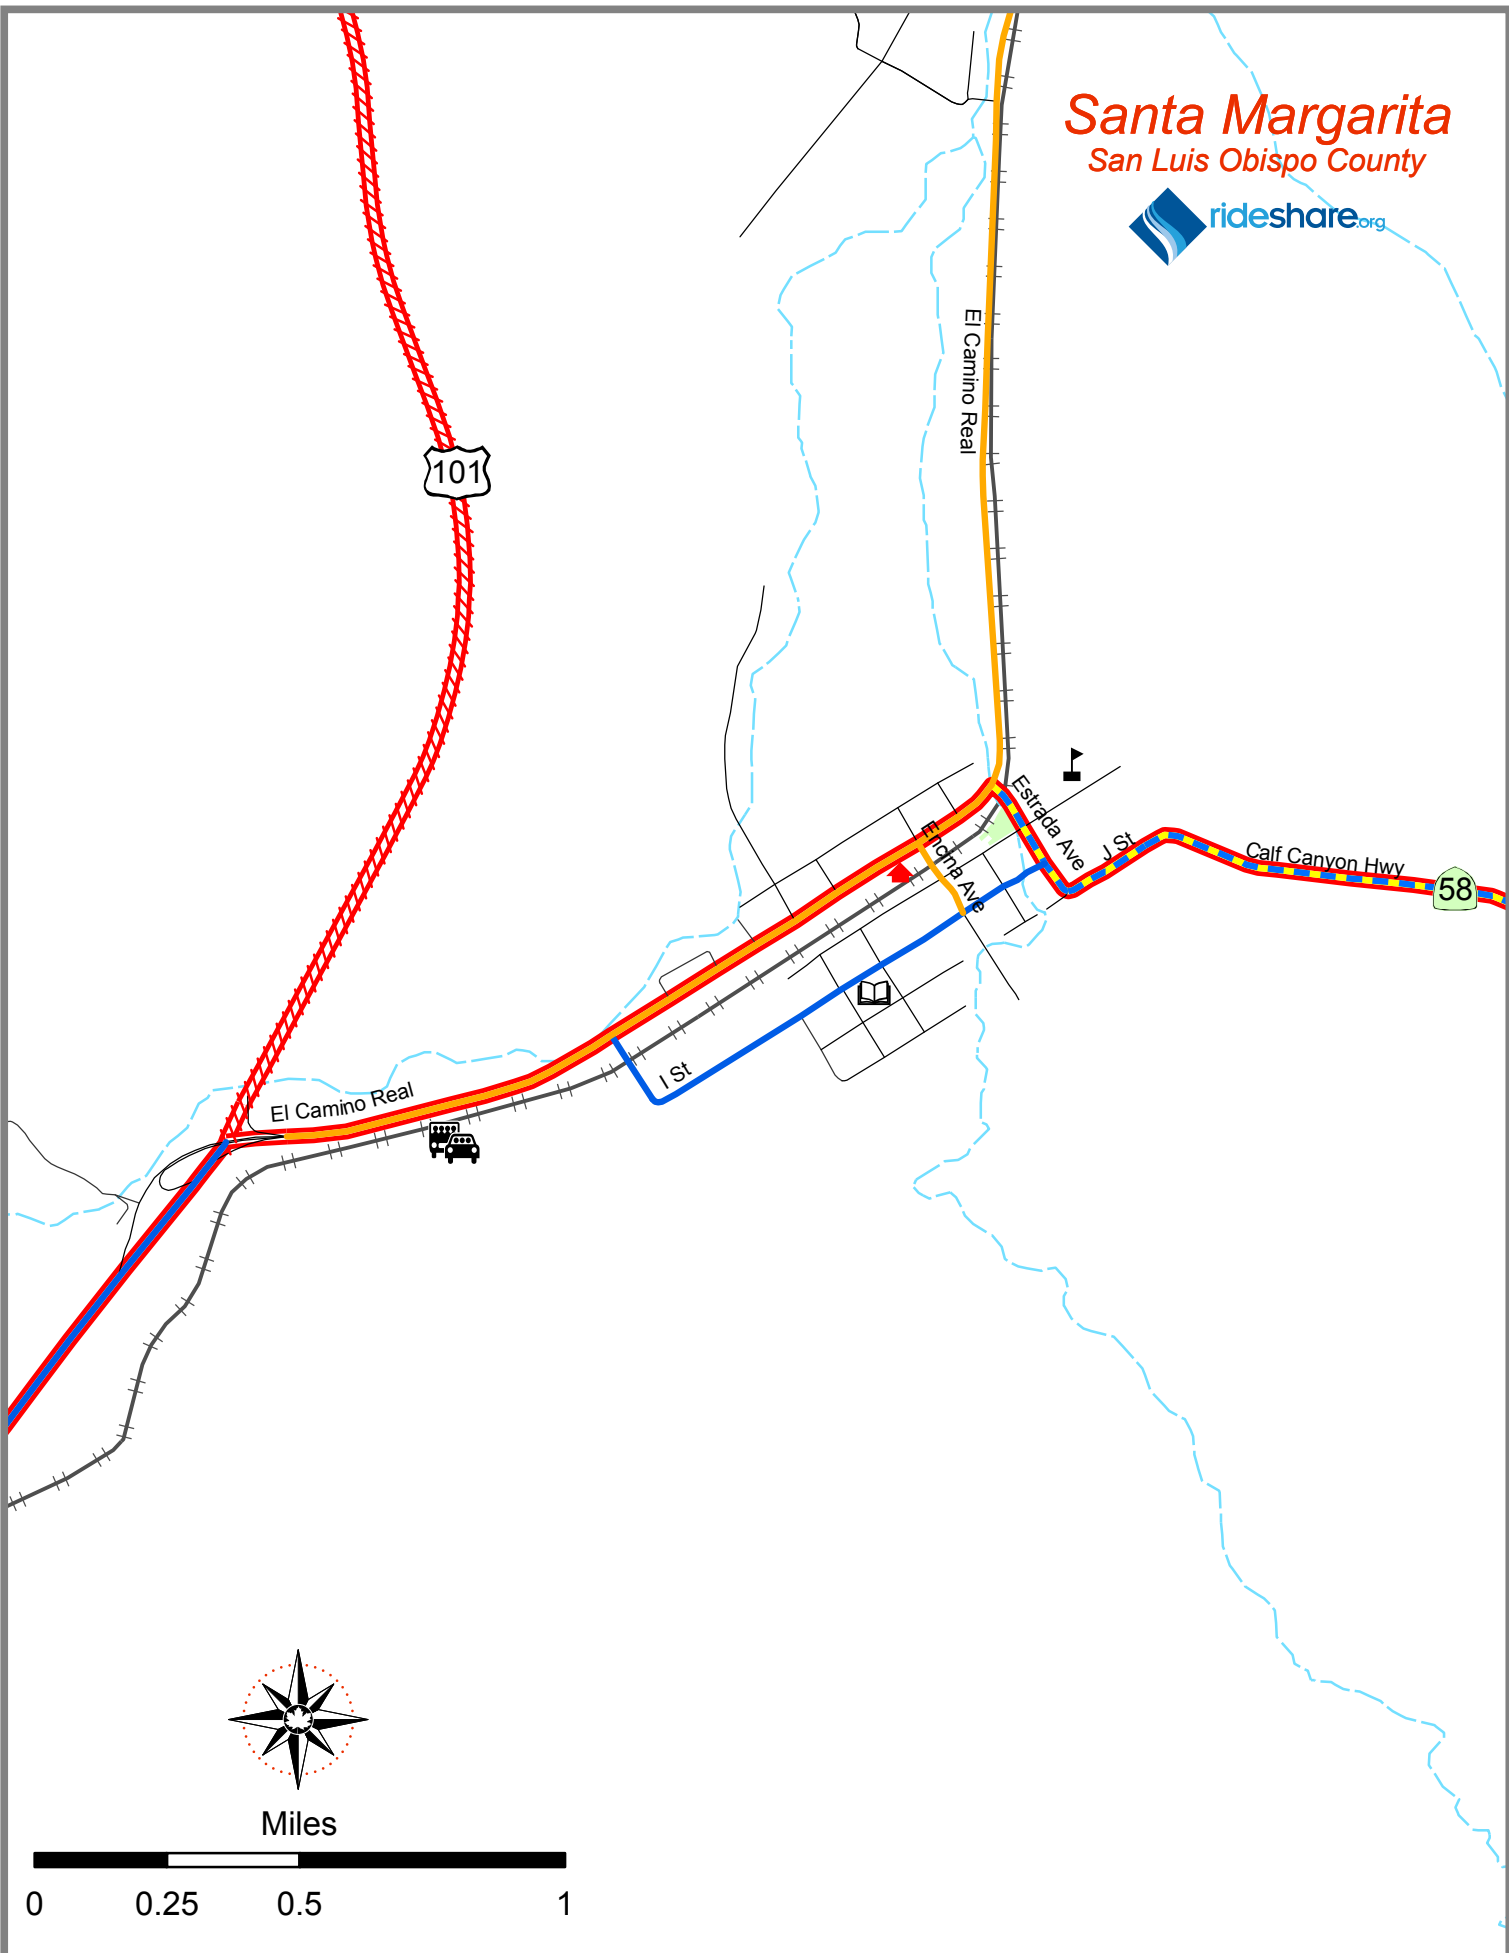 Santa Margarita
San Luis Obispo County
rideshare.org
El Camino Real
101
Estrada Ave
Encina Ave
J St
Calf Canyon Hwy
58
I St
El Camino Real
Miles
0 0.25 0.5 1